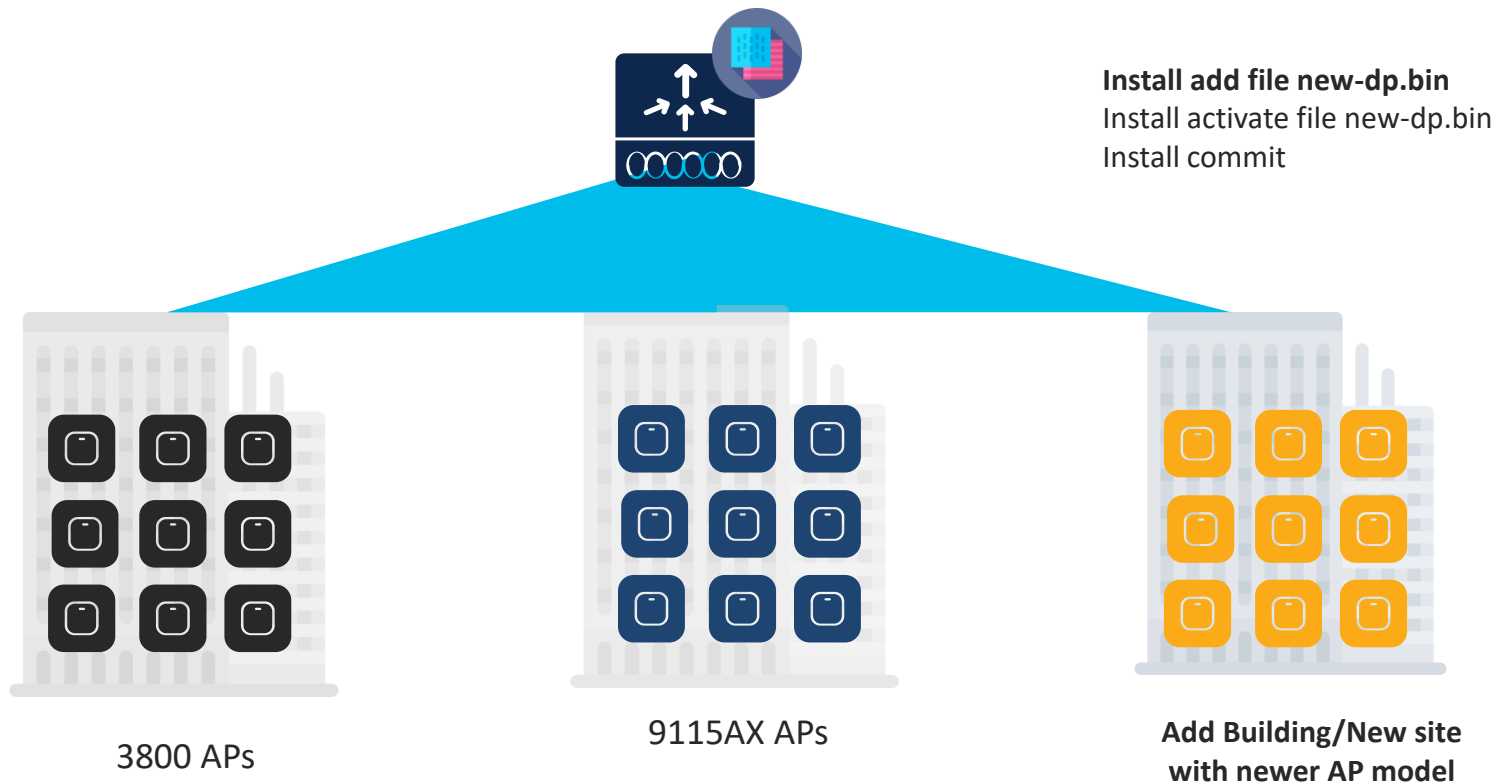 Install add file new-dp.bin
Install activate file new-dp.bin
Install commit
3800 APs
9115AX APs
Add Building/New site
with newer AP model